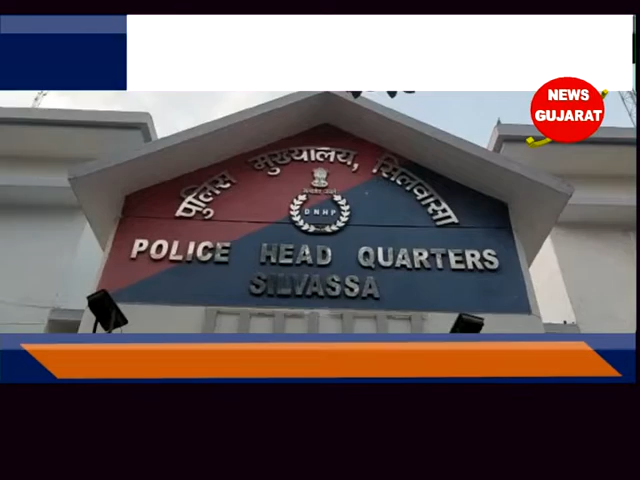 NEWS
GUJARAT
पुलिस मुख्यालय, सिलवासा
DNHP
POLICE HEAD QUARTERS
SILVASSA